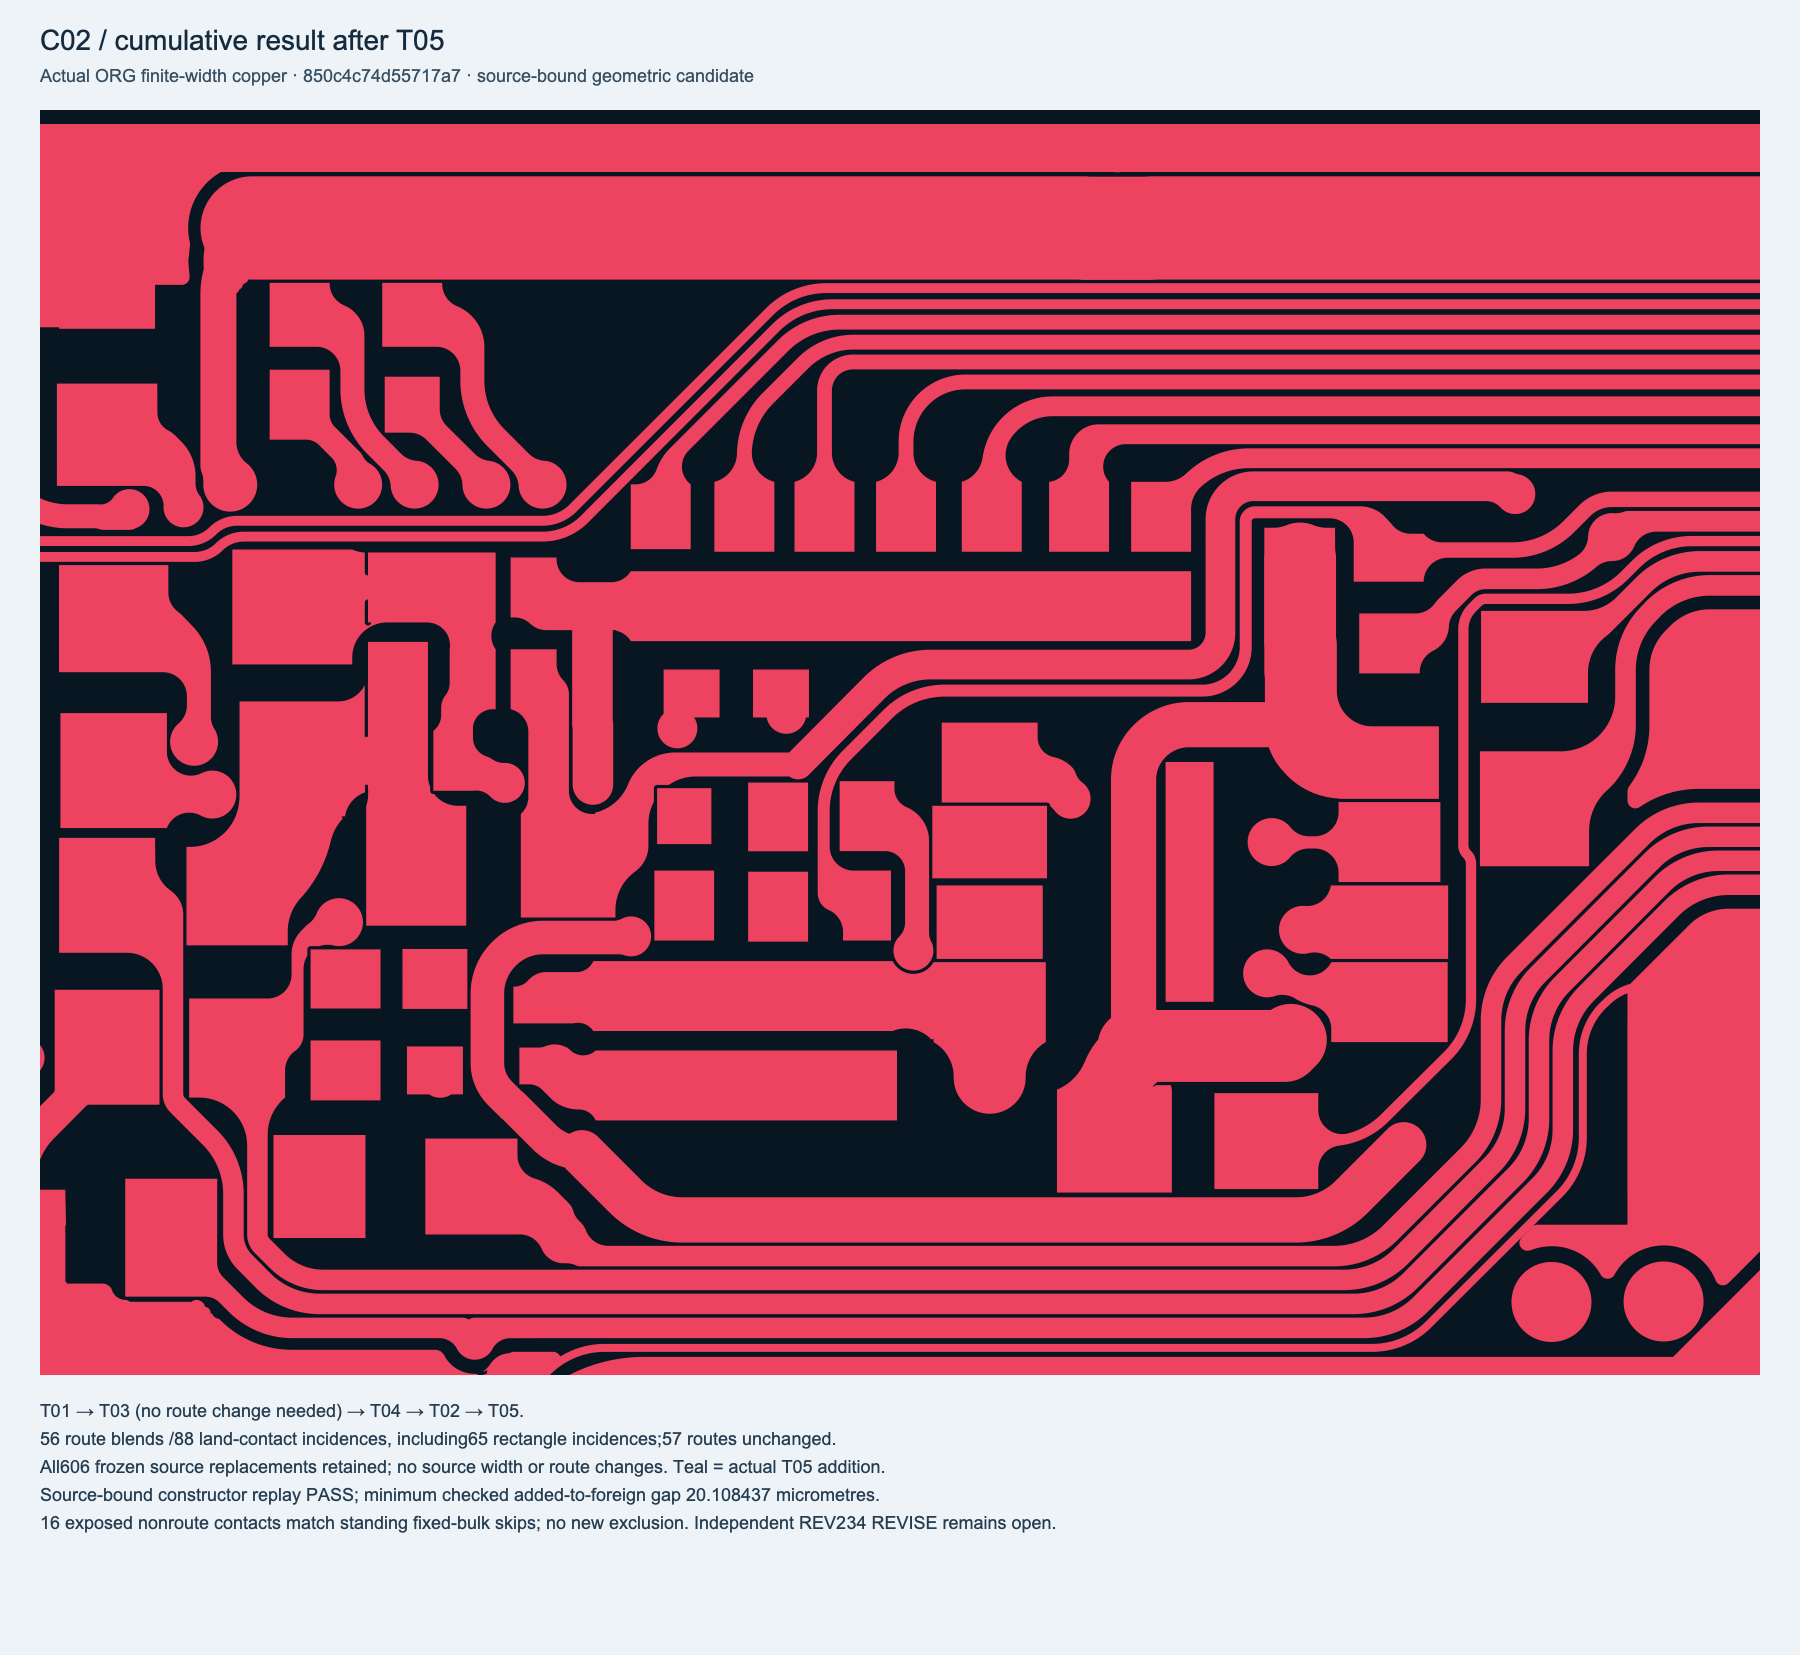 C02 / cumulative result after T05
Actual ORG finite-width copper · 850c4c74d55717a7 · source-bound geometric candidate
T01 → T03 (no route change needed) → T04 → T02 → T05.
56 route blends /88 land-contact incidences, including65 rectangle incidences;57 routes unchanged.
All606 frozen source replacements retained; no source width or route changes. Teal = actual T05 addition.
Source-bound constructor replay PASS; minimum checked added-to-foreign gap 20.108437 micrometres.
16 exposed nonroute contacts match standing fixed-bulk skips; no new exclusion. Independent REV234 REVISE remains open.